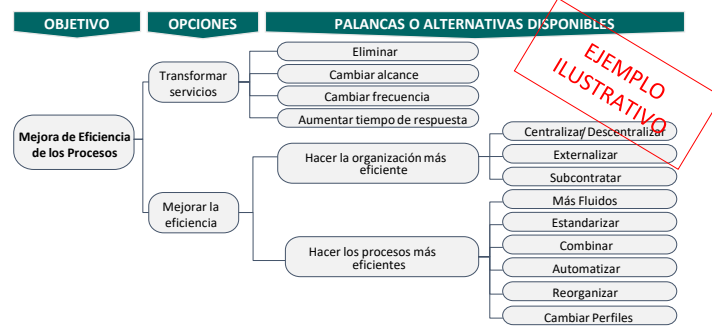 OBJETIVO
OPCIONES
PALANCAS O ALTERNATIVAS DISPONIBLES
EJEMPLO
ILUSTRATIVO
Mejora de Eficiencia
de los Procesos
Transformar
servicios
Eliminar
Cambiar alcance
Cambiar frecuencia
Aumentar tiempo de respuesta
Mejorar la
eficiencia
Hacer la organización más
eficiente
Centralizar/Descentralizar
Externalizar
Subcontratar
Hacer los procesos más
eficientes
Más Fluidos
Estandarizar
Combinar
Automatizar
Reorganizar
Cambiar Perfiles